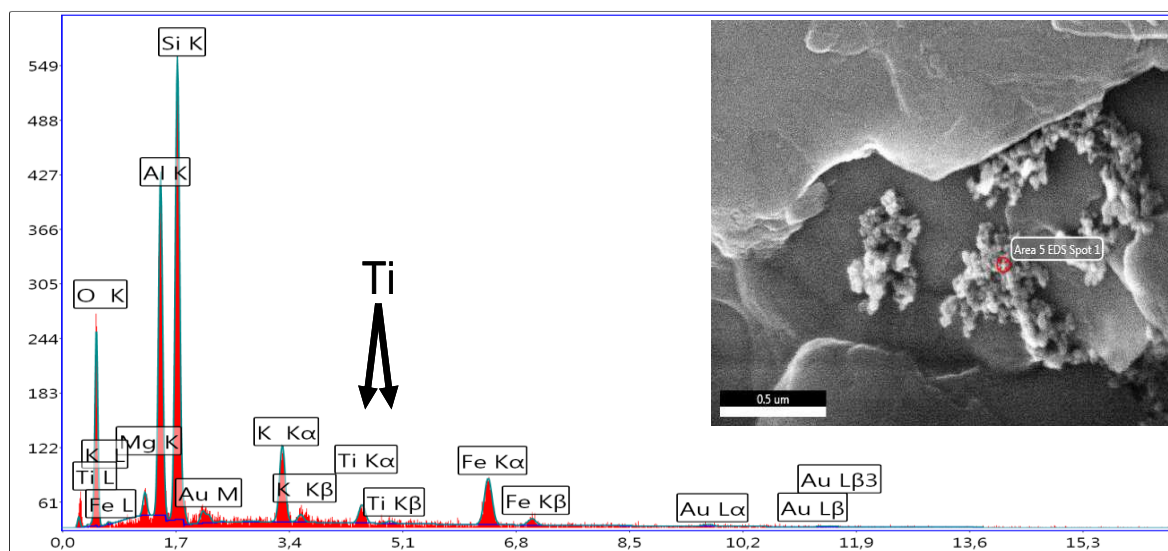 Si K
549
488
427
Al K
366
305
O K
Ti
244
183
122
K
Mg K
K Kα
Ti Kα
Fe Kα
Ti L
Au M
K Kβ
Fe L
Ti Kβ
Fe Kβ
Au Lα
Au Lβ3
Au Lβ
61
0,0 1,7 3,4 5,1 6,8 8,5 10,2 11,9 13,6 15,3
Area 5 EDS Spot 1
0.5 um